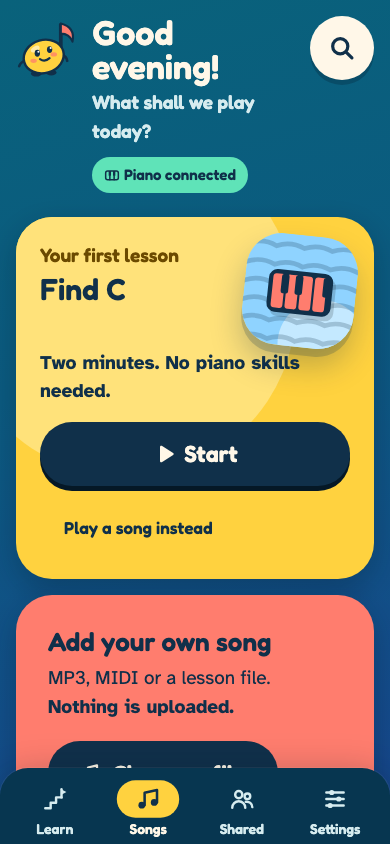 Good
evening!
What shall we play
today?
Piano connected
Your first lesson
Find C
Two minutes. No piano skills
needed.
Start
Play a song instead
Add your own song
MP3, MIDI or a lesson file.
Nothing is uploaded.
Learn
Songs
Shared
Settings